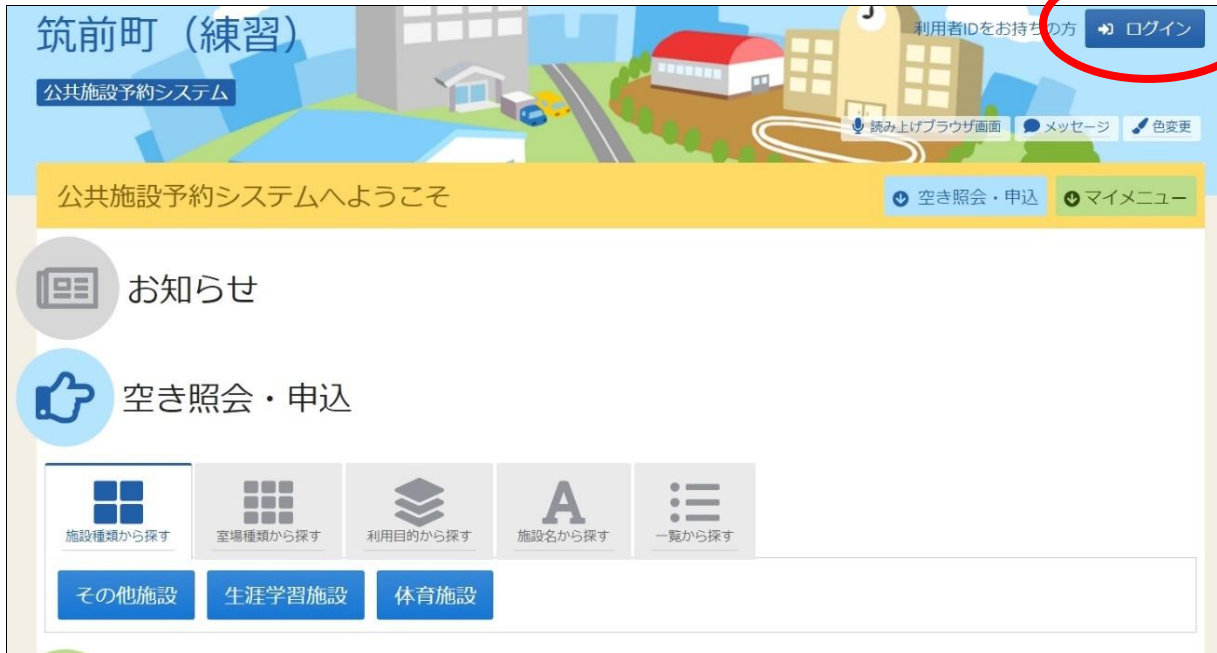 筑前町（練習）
利用者IDをお持ちの方 ログイン
公共施設予約システム
読み上げブラウザ画面 メッセージ 色変更
公共施設予約システムへようこそ 空き照会・申込 マイメニュー
お知らせ
空き照会・申込
施設種類から探す 室場種類から探す 利用目的から探す 施設名から探す 一覧から探す
その他施設 生涯学習施設 体育施設